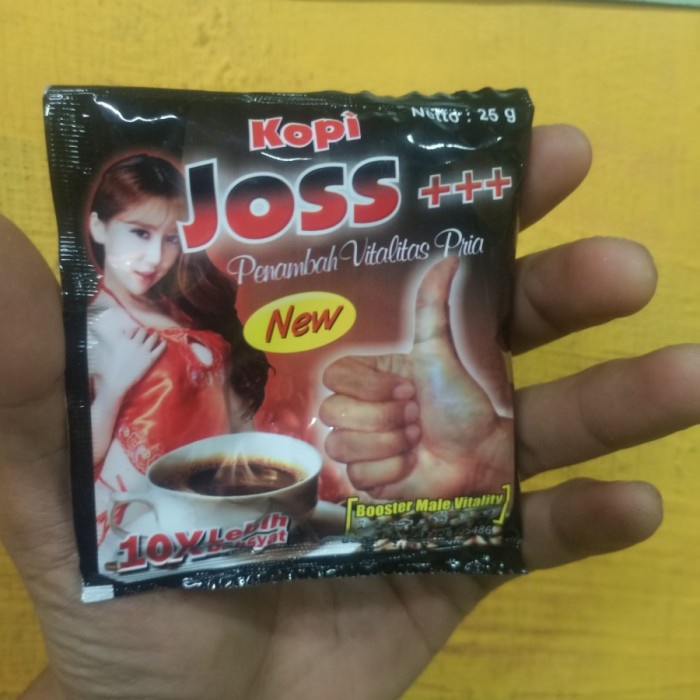 Kopi
Netto : 25 g
Joss +++
Penambah Vitalitas Pria
New
Booster Male Vitality
10X Lebih